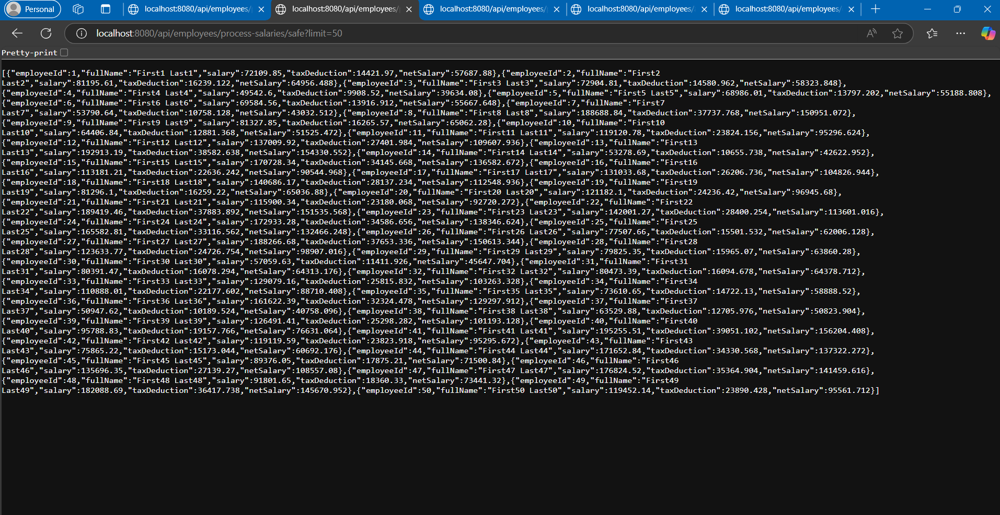 Personal
localhost:8080/api/employees/
localhost:8080/api/employees/
localhost:8080/api/employees/
localhost:8080/api/employees/
localhost:8080/api/employees/
localhost:8080/api/employees/process-salaries/safe?limit=50
Pretty-print
[{"employeeId":1,"fullName":"First1 Last1","salary":72109.85,"taxDeduction":14421.97,"netSalary":57687.88},{"employeeId":2,"fullName":"First2
Last2","salary":81195.61,"taxDeduction":16239.122,"netSalary":64956.488},{"employeeId":3,"fullName":"First3 Last3","salary":72904.81,"taxDeduction":14580.962,"netSalary":58323.848},
{"employeeId":4,"fullName":"First4 Last4","salary":49542.6,"taxDeduction":9908.52,"netSalary":39634.08},{"employeeId":5,"fullName":"First5 Last5","salary":68986.01,"taxDeduction":13797.202,"netSalary":55188.808},
{"employeeId":6,"fullName":"First6 Last6","salary":69584.56,"taxDeduction":13916.912,"netSalary":55667.648},{"employeeId":7,"fullName":"First7
Last7","salary":53790.64,"taxDeduction":10758.128,"netSalary":43032.512},{"employeeId":8,"fullName":"First8 Last8","salary":188688.84,"taxDeduction":37737.768,"netSalary":150951.072},
{"employeeId":9,"fullName":"First9 Last9","salary":81327.85,"taxDeduction":16265.57,"netSalary":65062.28},{"employeeId":10,"fullName":"First10
Last10","salary":64406.84,"taxDeduction":12881.368,"netSalary":51525.472},{"employeeId":11,"fullName":"First11 Last11","salary":119120.78,"taxDeduction":23824.156,"netSalary":95296.624},
{"employeeId":12,"fullName":"First12 Last12","salary":137009.92,"taxDeduction":27401.984,"netSalary":109607.936},{"employeeId":13,"fullName":"First13
Last13","salary":192913.19,"taxDeduction":38582.638,"netSalary":154330.552},{"employeeId":14,"fullName":"First14 Last14","salary":53278.69,"taxDeduction":10655.738,"netSalary":42622.952},
{"employeeId":15,"fullName":"First15 Last15","salary":170728.34,"taxDeduction":34145.668,"netSalary":136582.672},{"employeeId":16,"fullName":"First16
Last16","salary":113181.21,"taxDeduction":22636.242,"netSalary":90544.968},{"employeeId":17,"fullName":"First17 Last17","salary":131033.68,"taxDeduction":26206.736,"netSalary":104826.944},
{"employeeId":18,"fullName":"First18 Last18","salary":140686.17,"taxDeduction":28137.234,"netSalary":112548.936},{"employeeId":19,"fullName":"First19
Last19","salary":81296.1,"taxDeduction":16259.22,"netSalary":65036.88},{"employeeId":20,"fullName":"First20 Last20","salary":121182.1,"taxDeduction":24236.42,"netSalary":96945.68},
{"employeeId":21,"fullName":"First21 Last21","salary":115900.34,"taxDeduction":23180.068,"netSalary":92720.272},{"employeeId":22,"fullName":"First22
Last22","salary":189419.46,"taxDeduction":37883.892,"netSalary":151535.568},{"employeeId":23,"fullName":"First23 Last23","salary":142001.27,"taxDeduction":28400.254,"netSalary":113601.016},
{"employeeId":24,"fullName":"First24 Last24","salary":172933.28,"taxDeduction":34586.656,"netSalary":138346.624},{"employeeId":25,"fullName":"First25
Last25","salary":165582.81,"taxDeduction":33116.562,"netSalary":132466.248},{"employeeId":26,"fullName":"First26 Last26","salary":77507.66,"taxDeduction":15501.532,"netSalary":62006.128},
{"employeeId":27,"fullName":"First27 Last27","salary":188266.68,"taxDeduction":37653.336,"netSalary":150613.344},{"employeeId":28,"fullName":"First28
Last28","salary":123633.77,"taxDeduction":24726.754,"netSalary":98907.016},{"employeeId":29,"fullName":"First29 Last29","salary":79825.35,"taxDeduction":15965.07,"netSalary":63860.28},
{"employeeId":30,"fullName":"First30 Last30","salary":57059.63,"taxDeduction":11411.926,"netSalary":45647.704},{"employeeId":31,"fullName":"First31
Last31","salary":80391.47,"taxDeduction":16078.294,"netSalary":64313.176},{"employeeId":32,"fullName":"First32 Last32","salary":80473.39,"taxDeduction":16094.678,"netSalary":64378.712},
{"employeeId":33,"fullName":"First33 Last33","salary":129079.16,"taxDeduction":25815.832,"netSalary":103263.328},{"employeeId":34,"fullName":"First34
Last34","salary":110888.01,"taxDeduction":22177.602,"netSalary":88710.408},{"employeeId":35,"fullName":"First35 Last35","salary":73610.65,"taxDeduction":14722.13,"netSalary":58888.52},
{"employeeId":36,"fullName":"First36 Last36","salary":161622.39,"taxDeduction":32324.478,"netSalary":129297.912},{"employeeId":37,"fullName":"First37
Last37","salary":50947.62,"taxDeduction":10189.524,"netSalary":40758.096},{"employeeId":38,"fullName":"First38 Last38","salary":63529.88,"taxDeduction":12705.976,"netSalary":50823.904},
{"employeeId":39,"fullName":"First39 Last39","salary":126491.41,"taxDeduction":25298.282,"netSalary":101193.128},{"employeeId":40,"fullName":"First40
Last40","salary":95788.83,"taxDeduction":19157.766,"netSalary":76631.064},{"employeeId":41,"fullName":"First41 Last41","salary":195255.51,"taxDeduction":39051.102,"netSalary":156204.408},
{"employeeId":42,"fullName":"First42 Last42","salary":119119.59,"taxDeduction":23823.918,"netSalary":95295.672},{"employeeId":43,"fullName":"First43
Last43","salary":75865.22,"taxDeduction":15173.044,"netSalary":60692.176},{"employeeId":44,"fullName":"First44 Last44","salary":171652.84,"taxDeduction":34330.568,"netSalary":137322.272},
{"employeeId":45,"fullName":"First45 Last45","salary":89376.05,"taxDeduction":17875.21,"netSalary":71500.84},{"employeeId":46,"fullName":"First46
Last46","salary":135696.35,"taxDeduction":27139.27,"netSalary":108557.08},{"employeeId":47,"fullName":"First47 Last47","salary":176824.52,"taxDeduction":35364.904,"netSalary":141459.616},
{"employeeId":48,"fullName":"First48 Last48","salary":91801.65,"taxDeduction":18360.33,"netSalary":73441.32},{"employeeId":49,"fullName":"First49
Last49","salary":182088.69,"taxDeduction":36417.738,"netSalary":145670.952},{"employeeId":50,"fullName":"First50 Last50","salary":119452.14,"taxDeduction":23890.428,"netSalary":95561.712}]